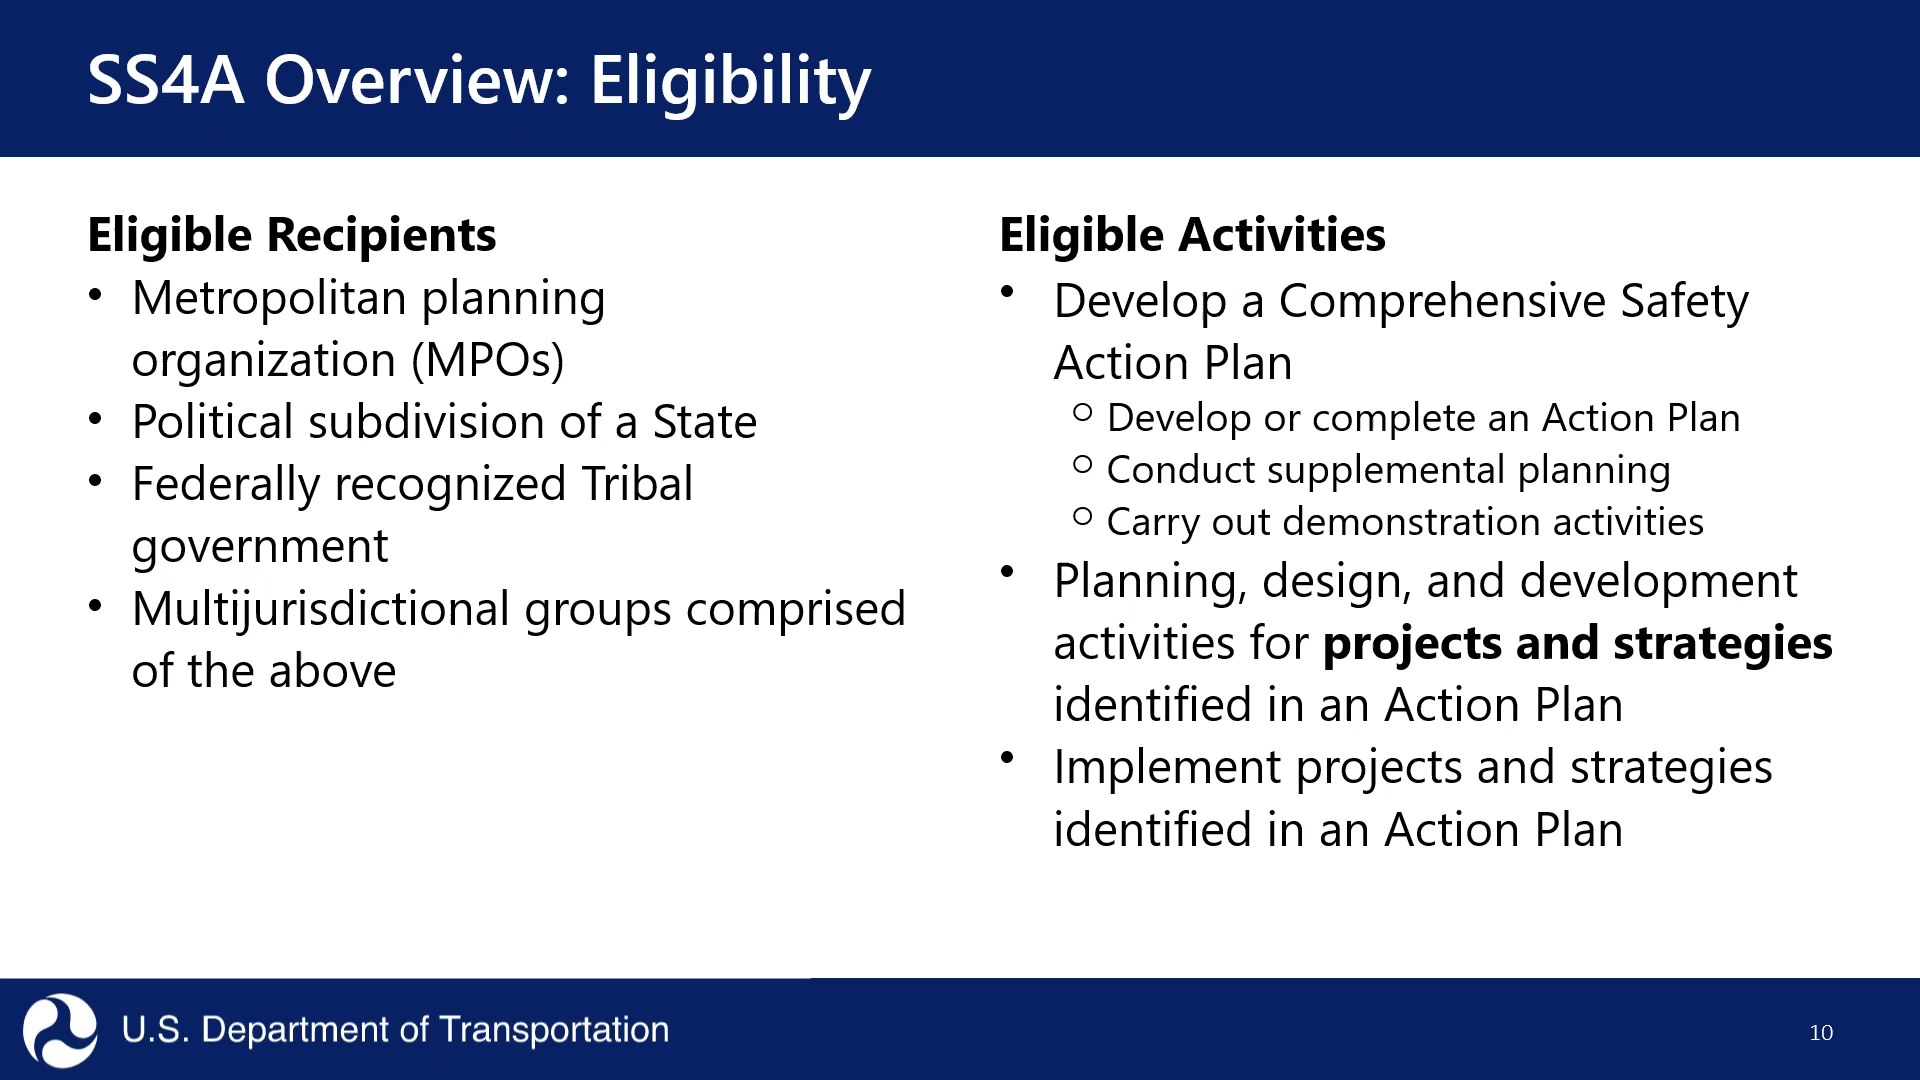 SS4A Overview: Eligibility
Eligible Recipients
• Metropolitan planning
organization (MPOs)
• Political subdivision of a State
• Federally recognized Tribal
government
• Multijurisdictional groups comprised
of the above
Eligible Activities
• Develop a Comprehensive Safety
Action Plan
○ Develop or complete an Action Plan
○ Conduct supplemental planning
○ Carry out demonstration activities
• Planning, design, and development
activities for projects and strategies
identified in an Action Plan
• Implement projects and strategies
identified in an Action Plan
U.S. Department of Transportation
10